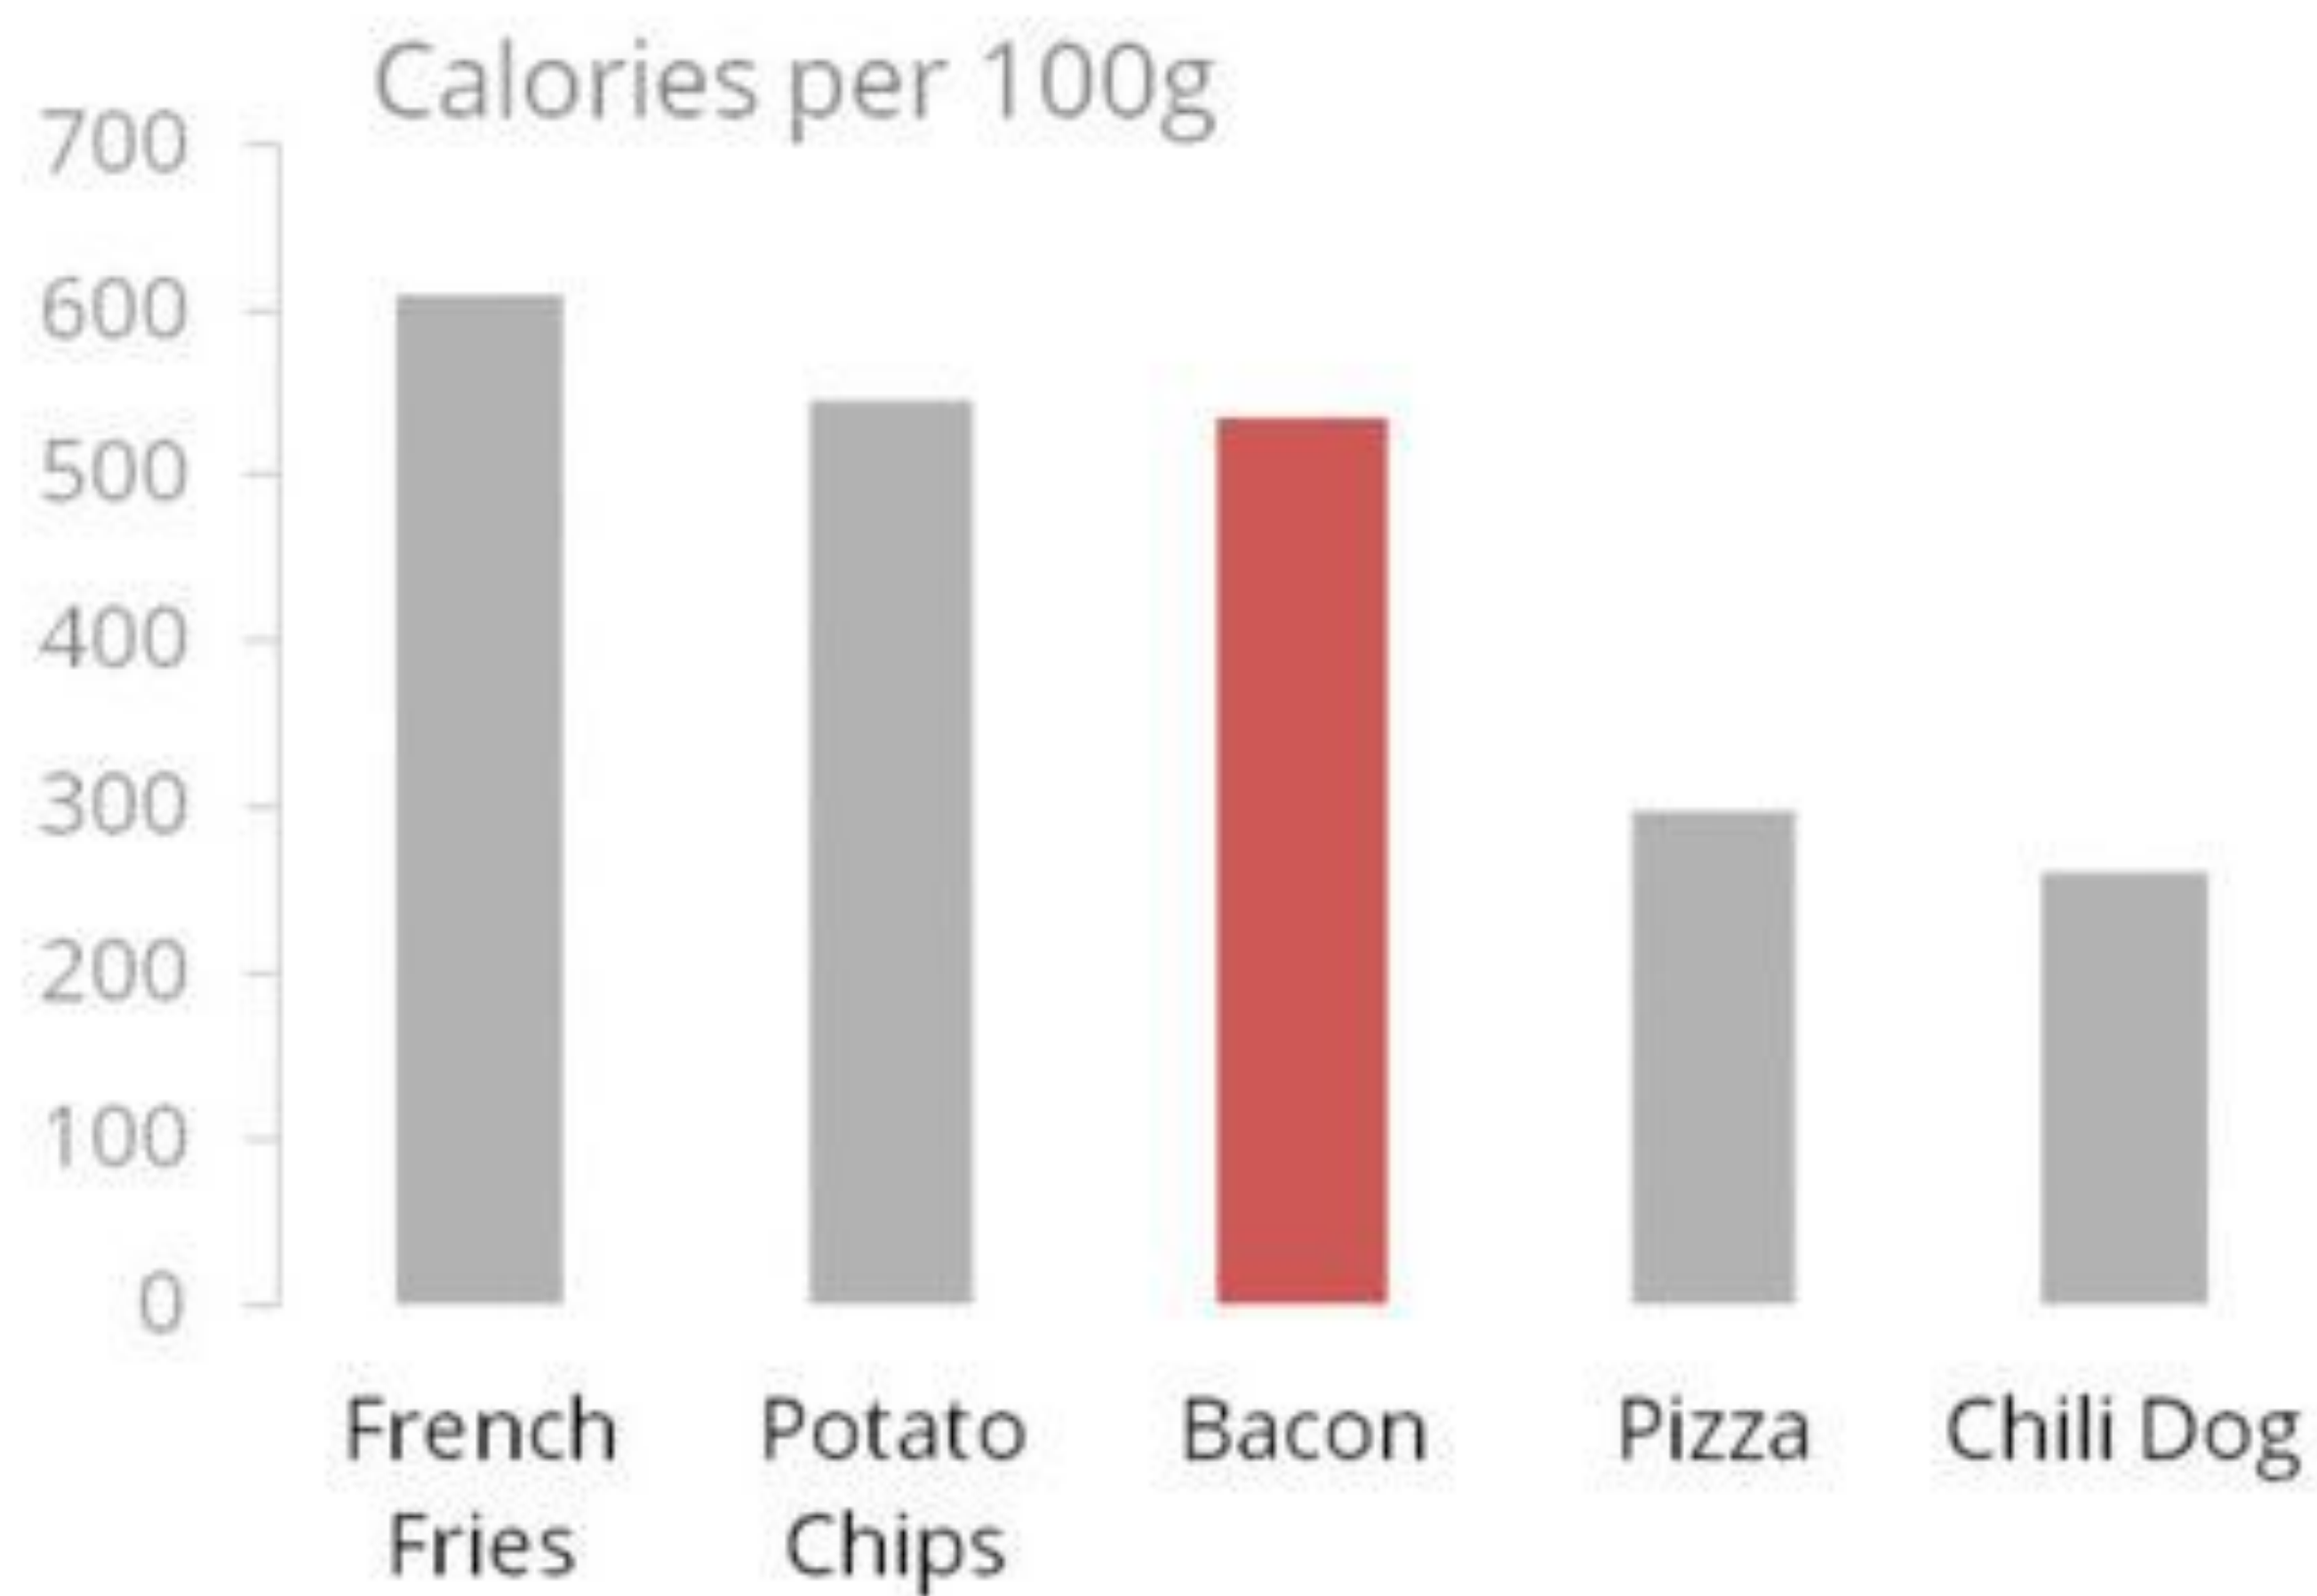 Calories per 100g
700
600
500
400
300
200
100
0
French
Fries
Potato
Chips
Bacon
Pizza
Chili Dog